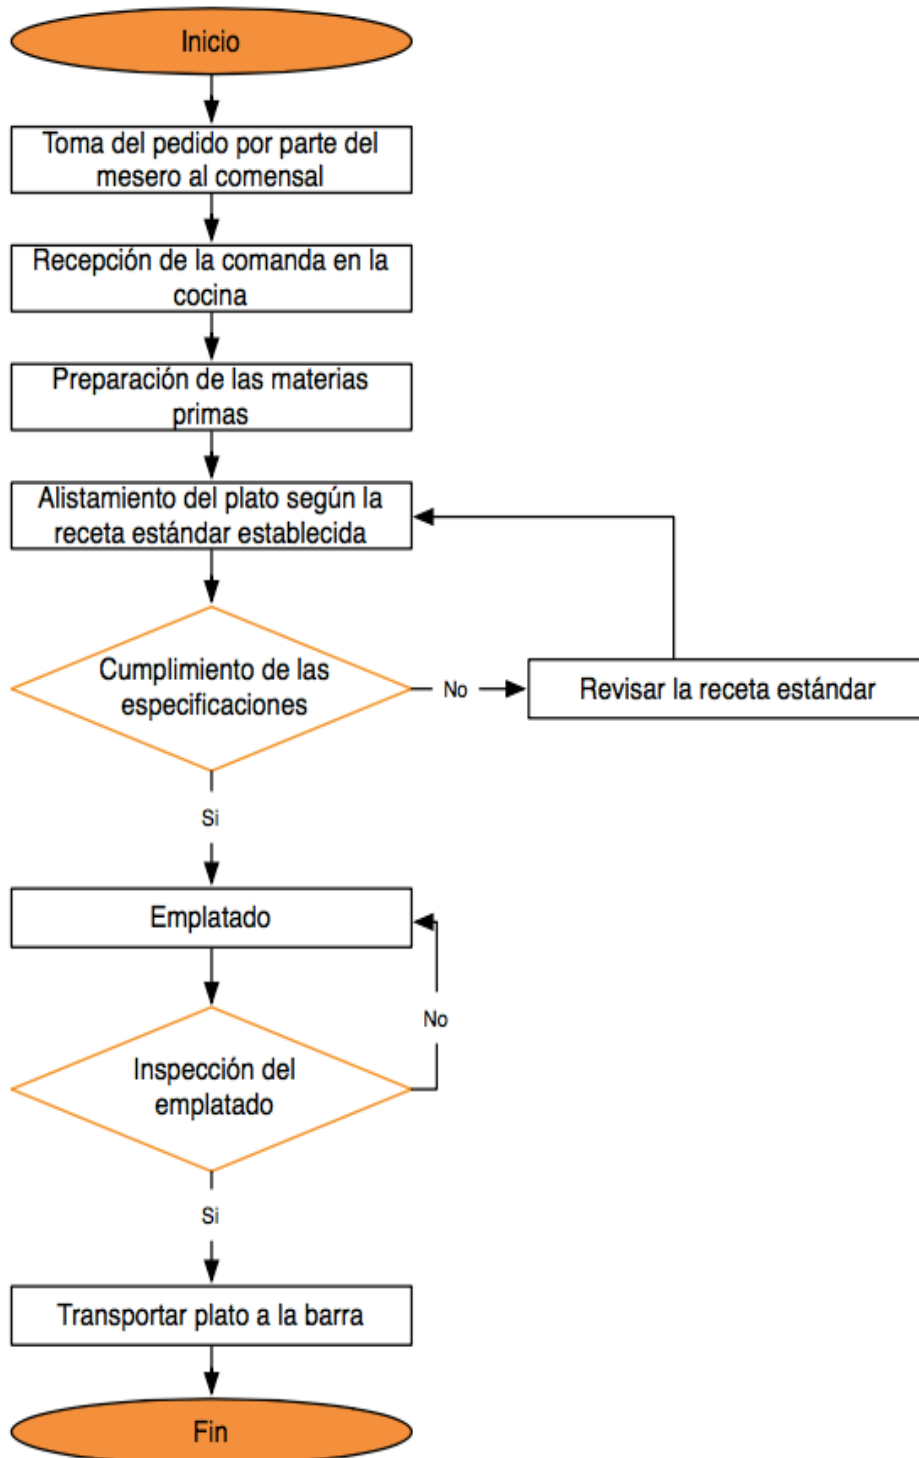 Inicio
Toma del pedido por parte del
mesero al comensal
Recepción de la comanda en la
cocina
Preparación de las materias
primas
Alistamiento del plato según la
receta estándar establecida
Cumplimiento de las
especificaciones
No
Revisar la receta estándar
Si
Emplatado
No
Inspección del
emplatado
Si
Transportar plato a la barra
Fin